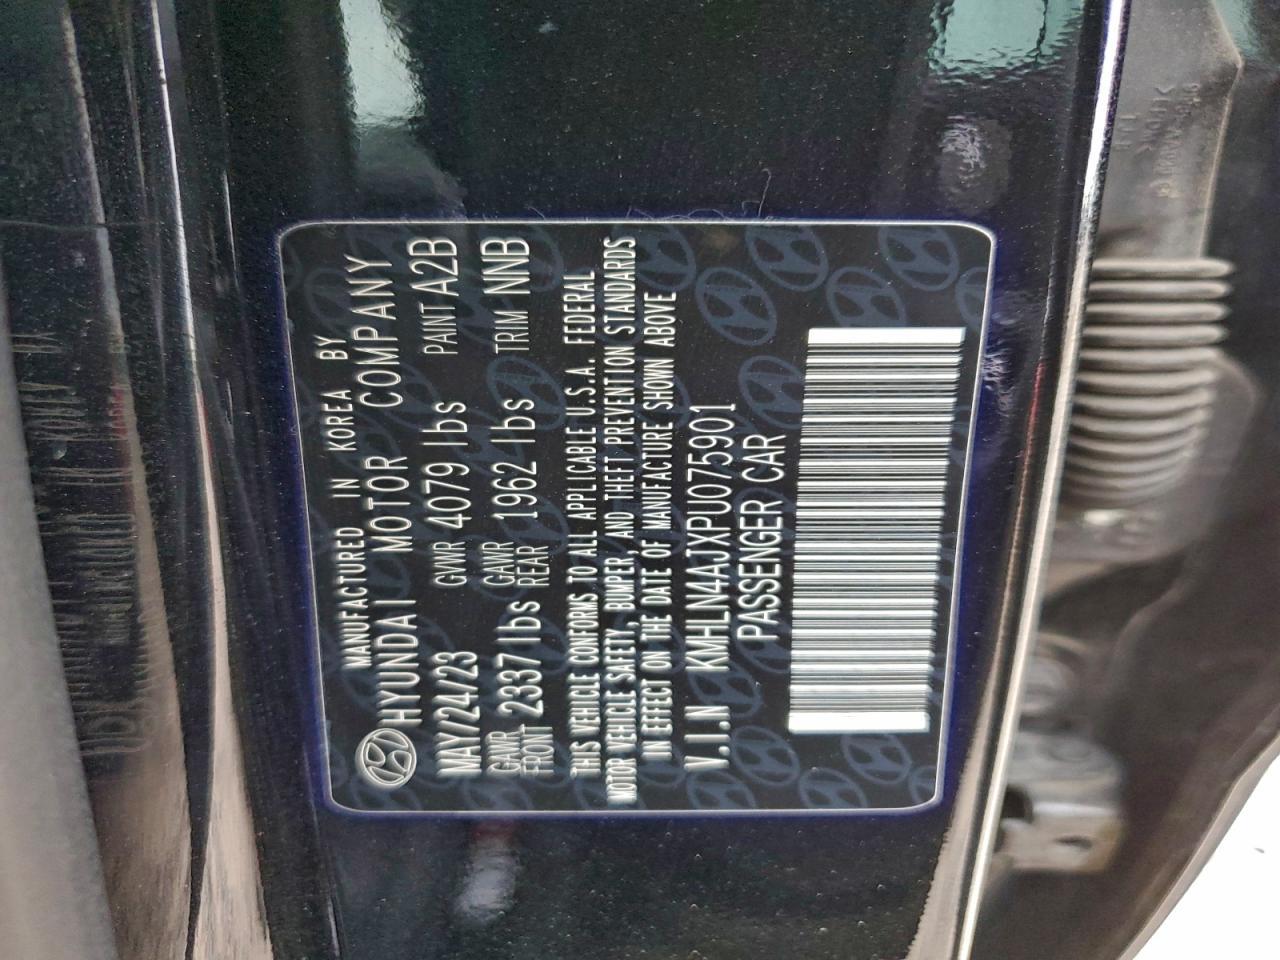 MANUFACTURED IN KOREA BY
HYUNDAI MOTOR COMPANY
MAY/24/23 GVWR 4079 lbs PAINT A2B
GAWR FRONT 2337 lbs GAWR REAR 1962 lbs TRIM NNB
THIS VEHICLE CONFORMS TO ALL APPLICABLE U.S.A. FEDERAL
MOTOR VEHICLE SAFETY, BUMPER, AND THEFT PREVENTION STANDARDS
IN EFFECT ON THE DATE OF MANUFACTURE SHOWN ABOVE
V.I.N KMHLN4AJXPU075901
PASSENGER CAR